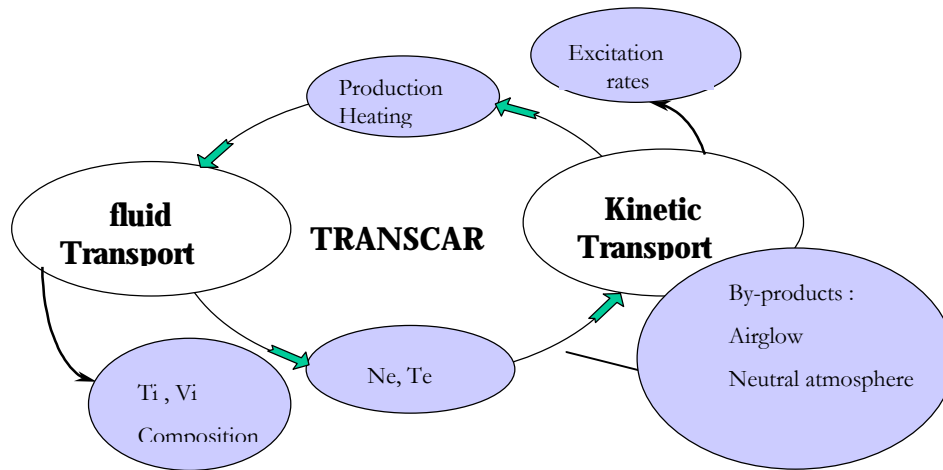 Excitation
rates
Production
Heating
fluid
Transport
TRANSCAR
Kinetic
Transport
By-products :
Airglow
Neutral atmosphere
Ne, Te
Ti , Vi
Composition